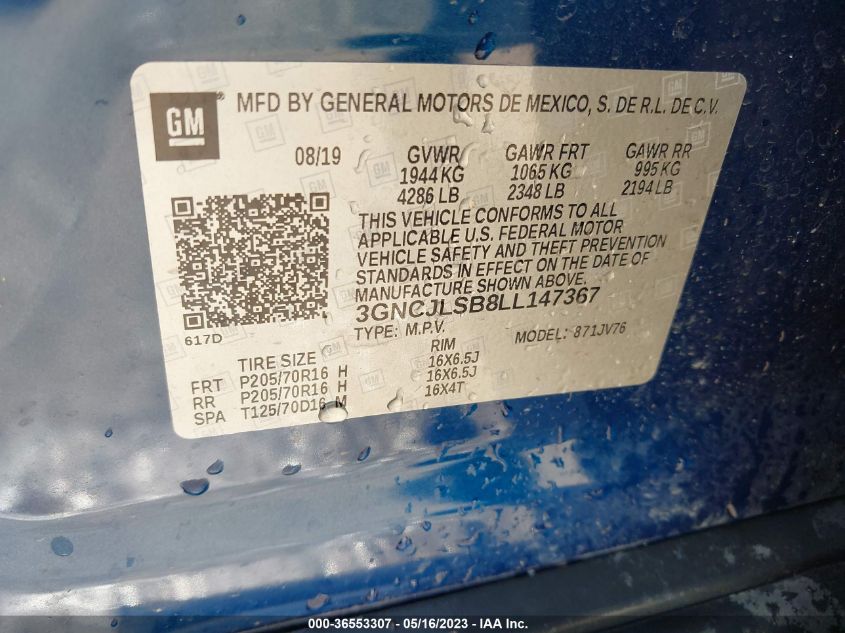 GM ® MFD BY GENERAL MOTORS DE MEXICO, S. DE R.L. DE C.V.
08/19 GVWR GAWR FRT GAWR RR
1944 KG 1065 KG 995 KG
4286 LB 2348 LB 2194 LB
THIS VEHICLE CONFORMS TO ALL
APPLICABLE U.S. FEDERAL MOTOR
VEHICLE SAFETY AND THEFT PREVENTION
STANDARDS IN EFFECT ON THE DATE OF
MANUFACTURE SHOWN ABOVE.
3GNCJLSB8LL147367
617D TYPE: M.P.V. MODEL: 871JV76
TIRE SIZE RIM
FRT P205/70R16 H 16X6.5J
RR P205/70R16 H 16X6.5J
SPA T125/70D16 M 16X4T
000-36553307 - 05/16/2023 - IAA Inc.